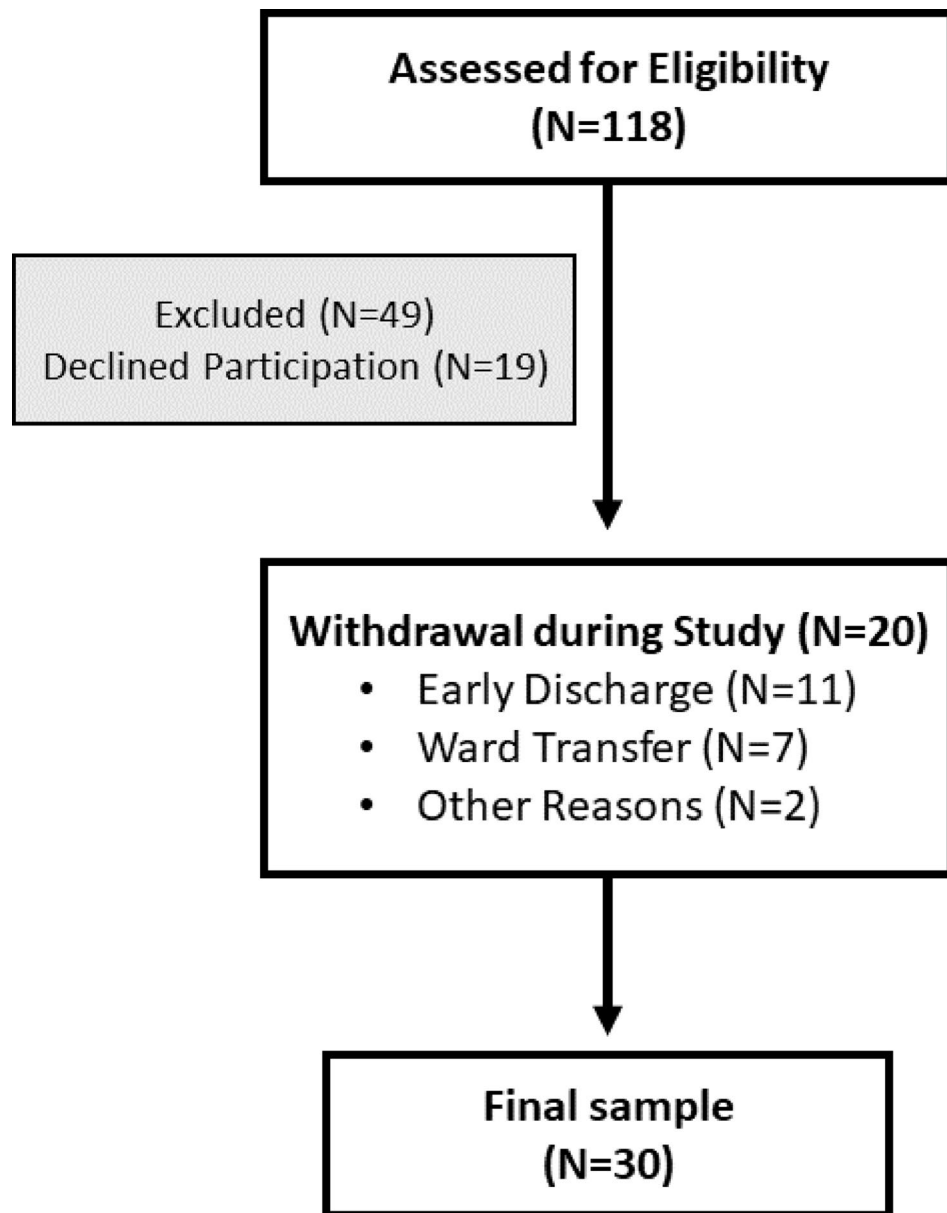 Assessed for Eligibility
(N=118)
Excluded (N=49)
Declined Participation (N=19)
Withdrawal during Study (N=20)
• Early Discharge (N=11)
• Ward Transfer (N=7)
• Other Reasons (N=2)
Final sample
(N=30)